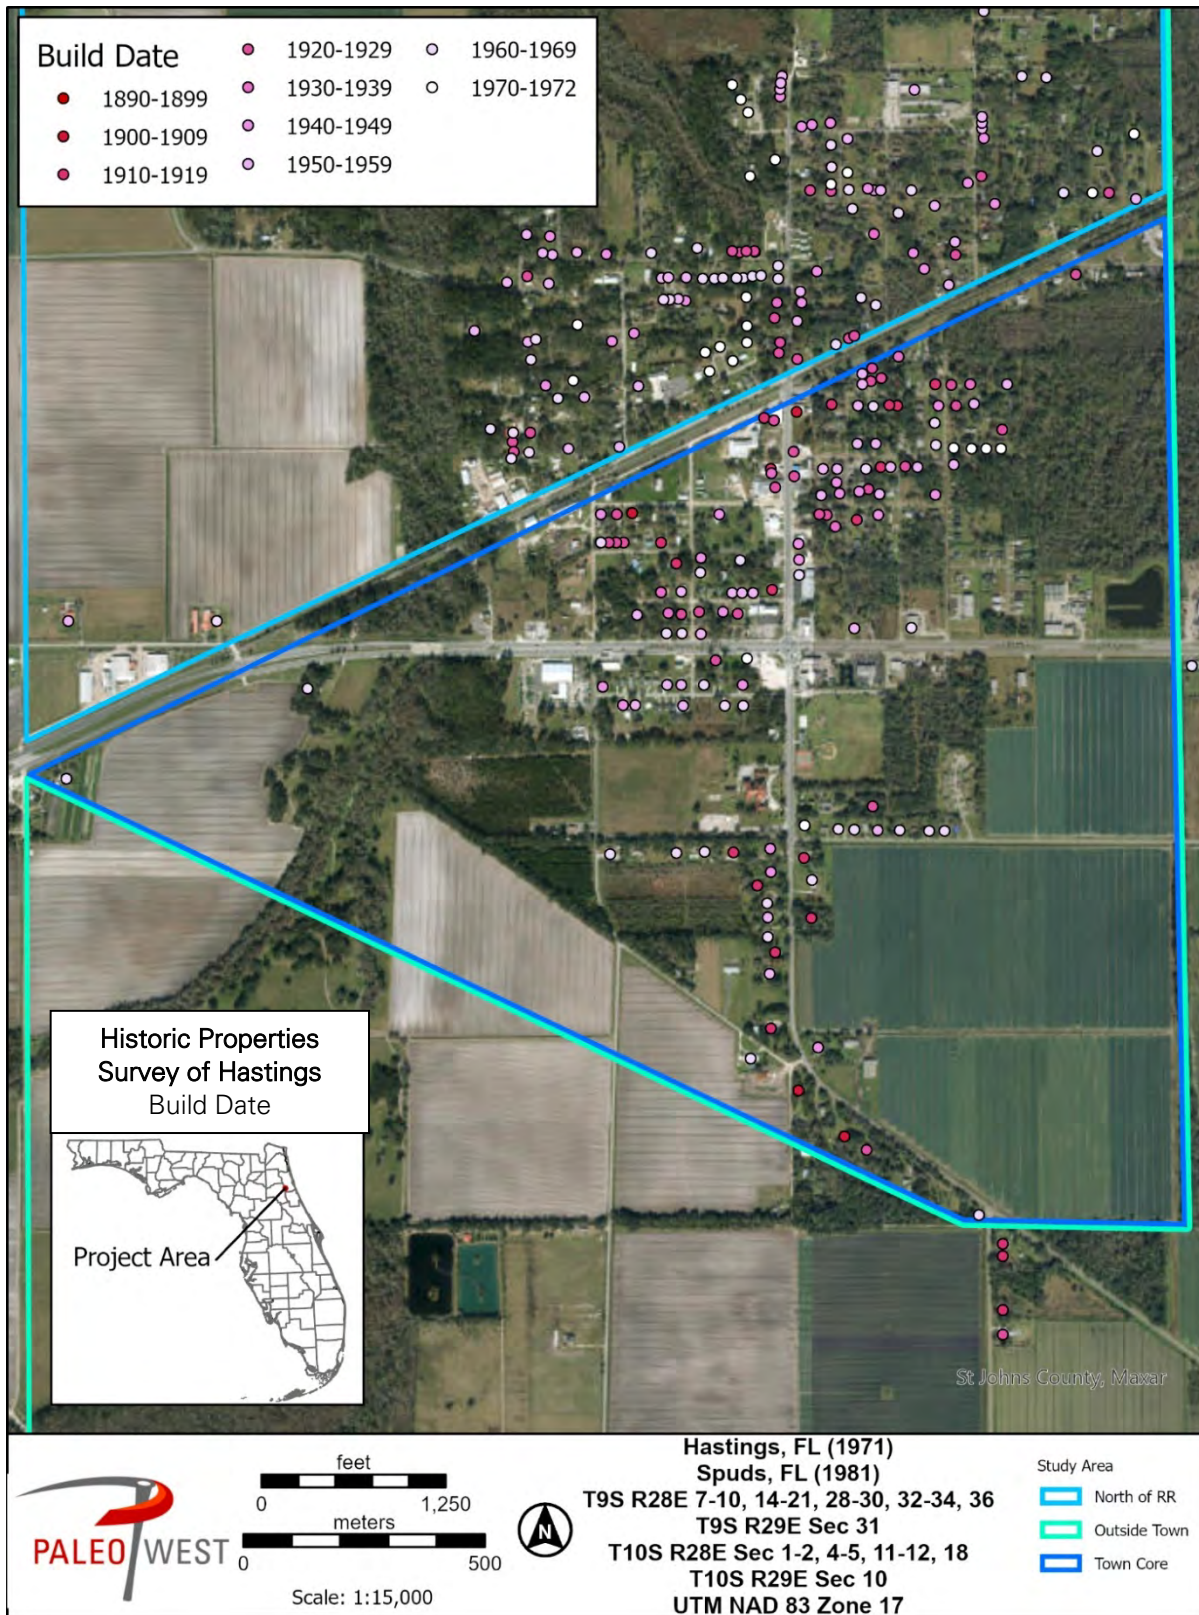 Build Date
1890-1899
1900-1909
1910-1919
1920-1929
1930-1939
1940-1949
1950-1959
1960-1969
1970-1972
Historic Properties
Survey of Hastings
Build Date
Project Area
St Johns County, Maxar
PALEO WEST
feet
0 1,250
meters
0 500
Scale: 1:15,000
N
Hastings, FL (1971)
Spuds, FL (1981)
T9S R28E 7-10, 14-21, 28-30, 32-34, 36
T9S R29E Sec 31
T10S R28E Sec 1-2, 4-5, 11-12, 18
T10S R29E Sec 10
UTM NAD 83 Zone 17
Study Area
North of RR
Outside Town
Town Core